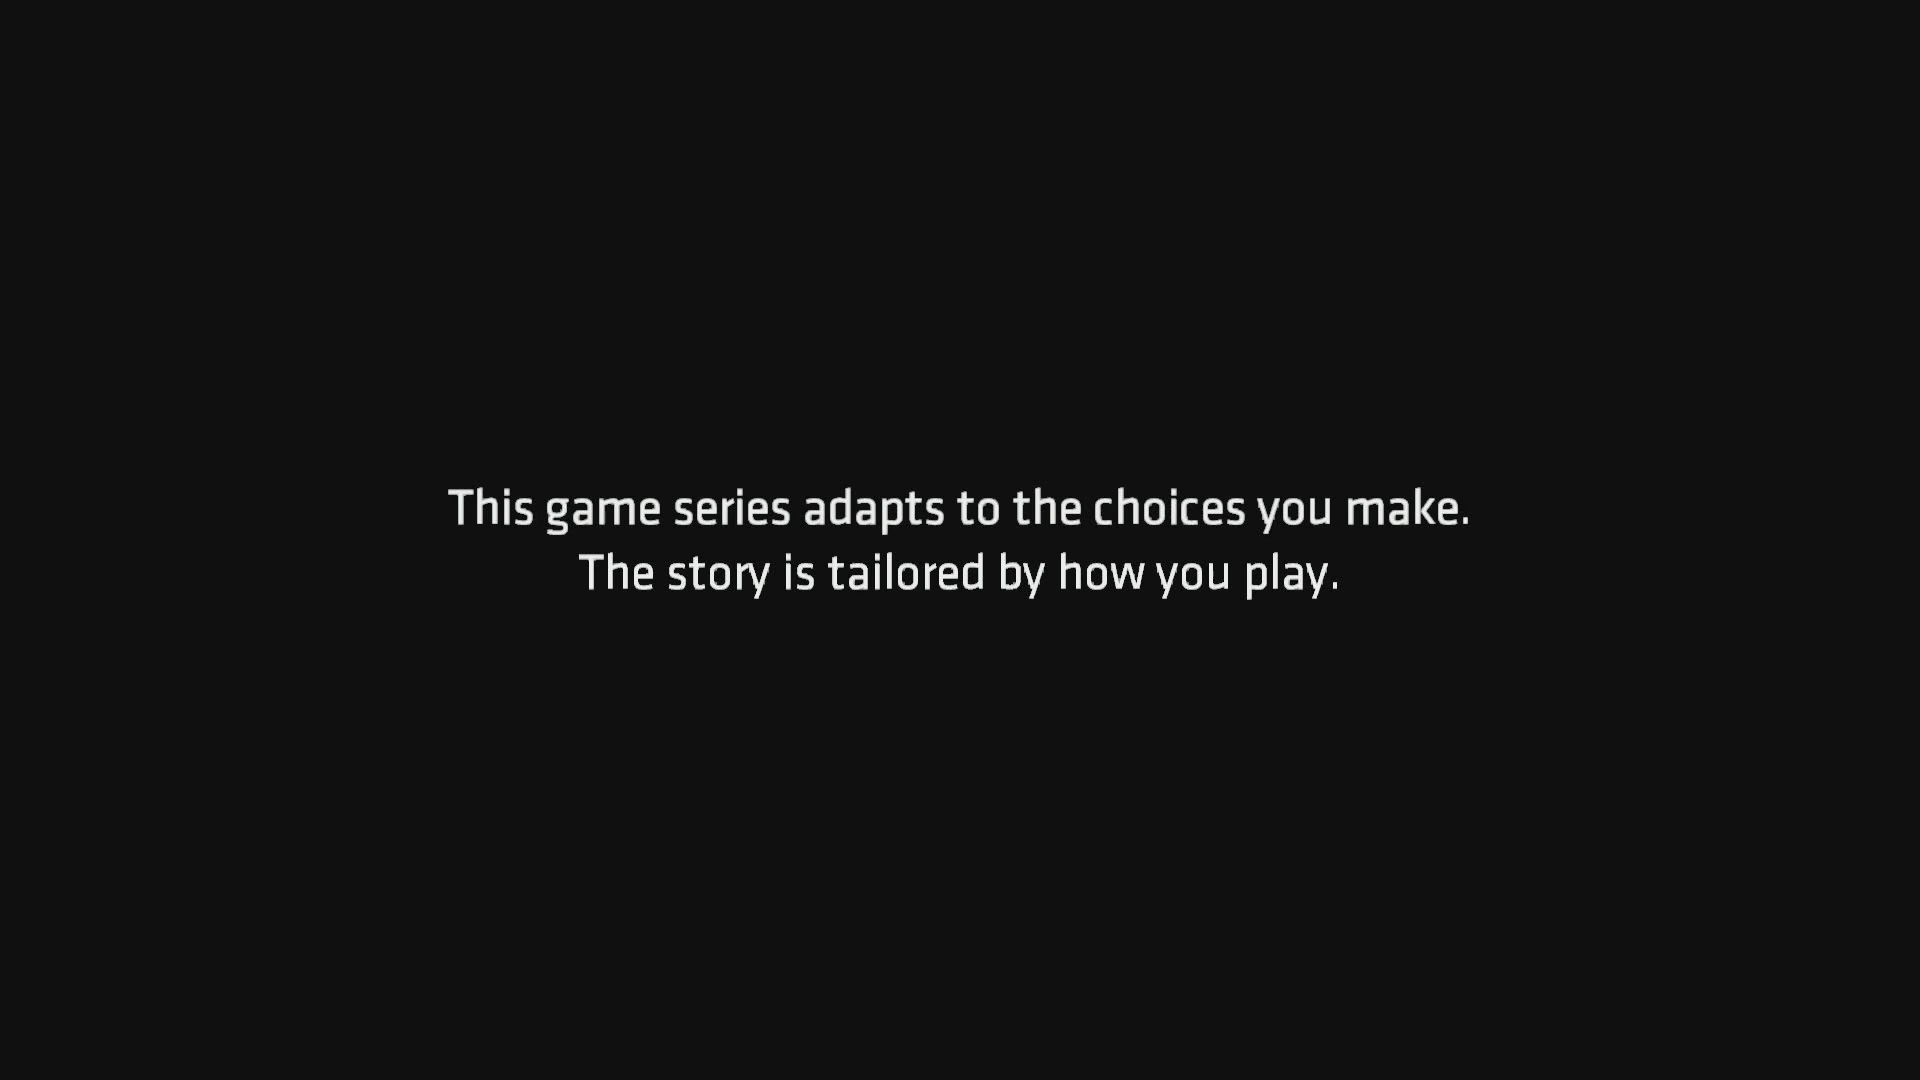 This game series adapts to the choices you make.
The story is tailored by how you play.